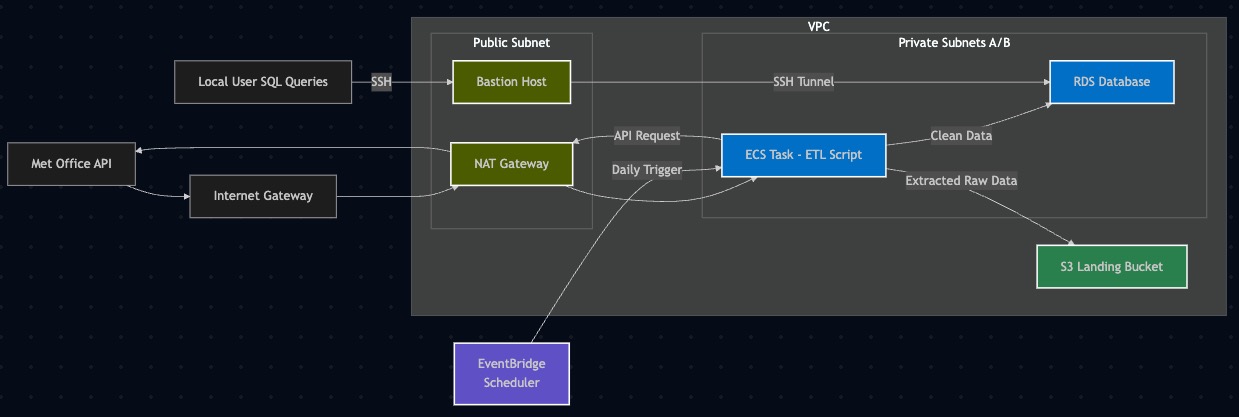 VPC
Public Subnet
Private Subnets A/B
Local User SQL Queries
SSH
Bastion Host
SSH Tunnel
RDS Database
API Request
Clean Data
Met Office API
NAT Gateway
ECS Task - ETL Script
Daily Trigger
Extracted Raw Data
Internet Gateway
S3 Landing Bucket
EventBridge
Scheduler